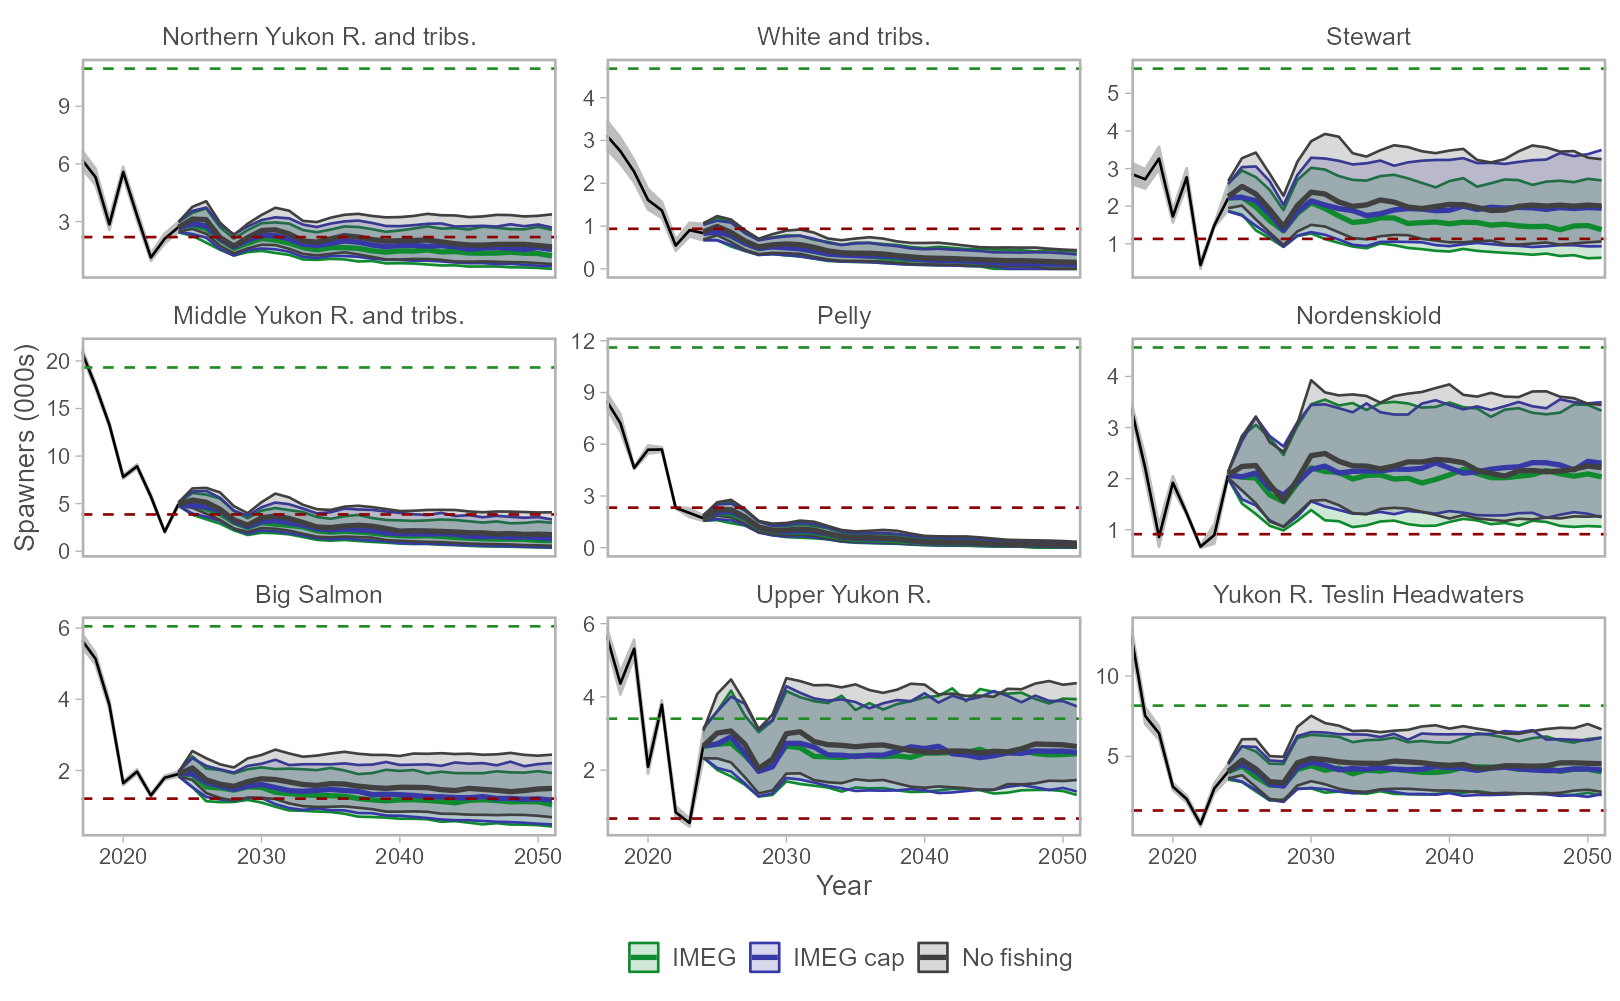 Northern Yukon R. and tribs.
White and tribs.
Stewart
9
6
3
4
3
2
1
0
5
4
3
2
1
Middle Yukon R. and tribs.
Pelly
Nordenskiold
20
15
10
5
0
12
9
6
3
0
4
3
2
1
Spawners (000s)
Big Salmon
Upper Yukon R.
Yukon R. Teslin Headwaters
6
4
2
6
4
2
10
5
2020 2030 2040 2050
2020 2030 2040 2050
2020 2030 2040 2050
Year
IMEG IMEG cap No fishing